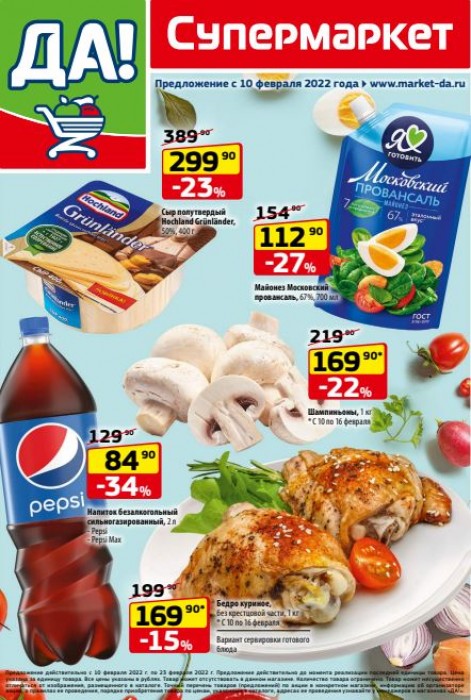 ДА!
Супермаркет
Предложение с 10 февраля 2022 года www.market-da.ru
389-90
299 90
-23%
Сыр полутвердый
Hochland Grünländer,
50%, 400 г
Hochland
Grünländer
154-90
112 90
-27%
Майонез Московский
провансаль, 67%, 700 мл
Я
ГОТОВИТЬ
Московский
ПРОВАНСАЛЬ
МАЙОНЕЗ
67%
ГОСТ
219-90
169 90*
-22%
Шампиньоны, 1 кг
*С 10 по 16 февраля
129-90
84 90
-34%
Напиток безалкогольный
сильногазированный, 2 л
- Pepsi
- Pepsi Max
pepsi
199-90
169 90*
-15%
Бедро куриное,
без крестцовой части, 1 кг
*С 10 по 16 февраля
Вариант сервировки готового
блюда